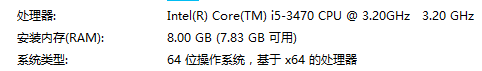 处理器: Intel(R) Core(TM) i5-3470 CPU @ 3.20GHz 3.20 GHz
安装内存(RAM): 8.00 GB (7.83 GB 可用)
系统类型: 64 位操作系统，基于 x64 的处理器